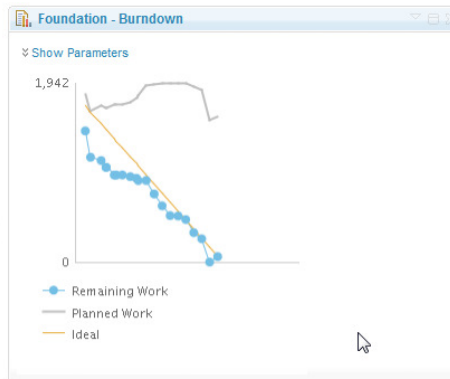 Foundation - Burndown
Show Parameters
1,942
0
Remaining Work
Planned Work
Ideal